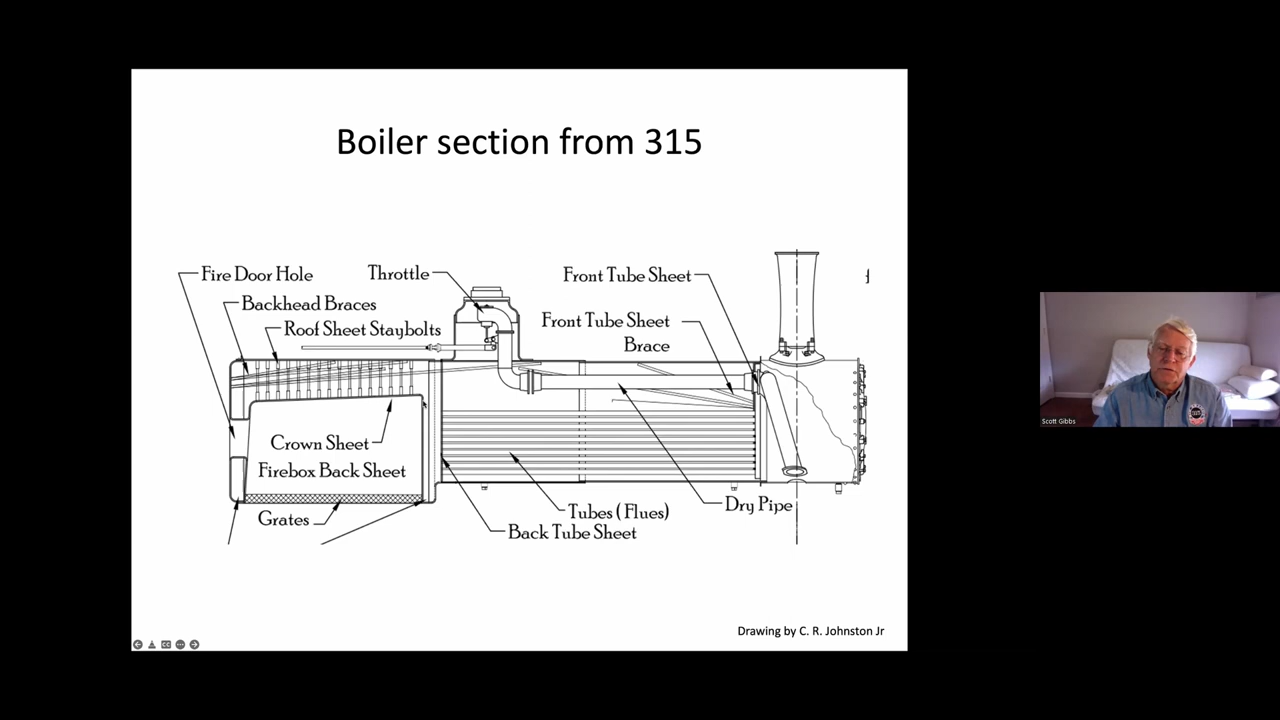 Boiler section from 315
Fire Door Hole
Throttle
Front Tube Sheet
Backhead Braces
Roof Sheet Staybolts
Front Tube Sheet
Brace
Crown Sheet
Firebox Back Sheet
Grates
Tubes (Flues)
Dry Pipe
Back Tube Sheet
Drawing by C. R. Johnston Jr
Scott Gibbs